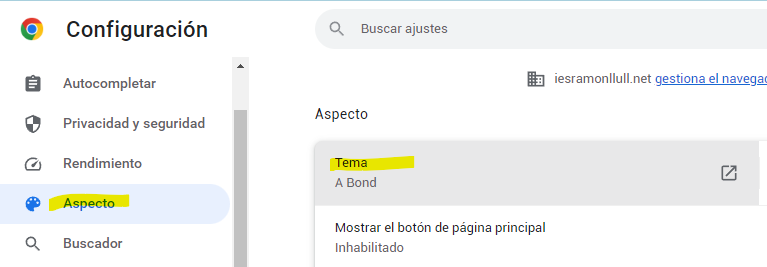 Configuración
Buscar ajustes
Autocompletar
Privacidad y seguridad
Rendimiento
Aspecto
Buscador
iesramonllull.net gestiona el navega
Aspecto
Tema
A Bond
Mostrar el botón de página principal
Inhabilitado